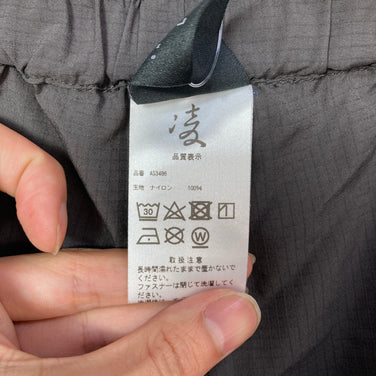 凌
品質表示
品番 AS3486
生地 ナイロン 100%
30
W
取扱注意
長時間濡れたままで置かないで
ください。
ファスナーは閉じて洗濯して
ください